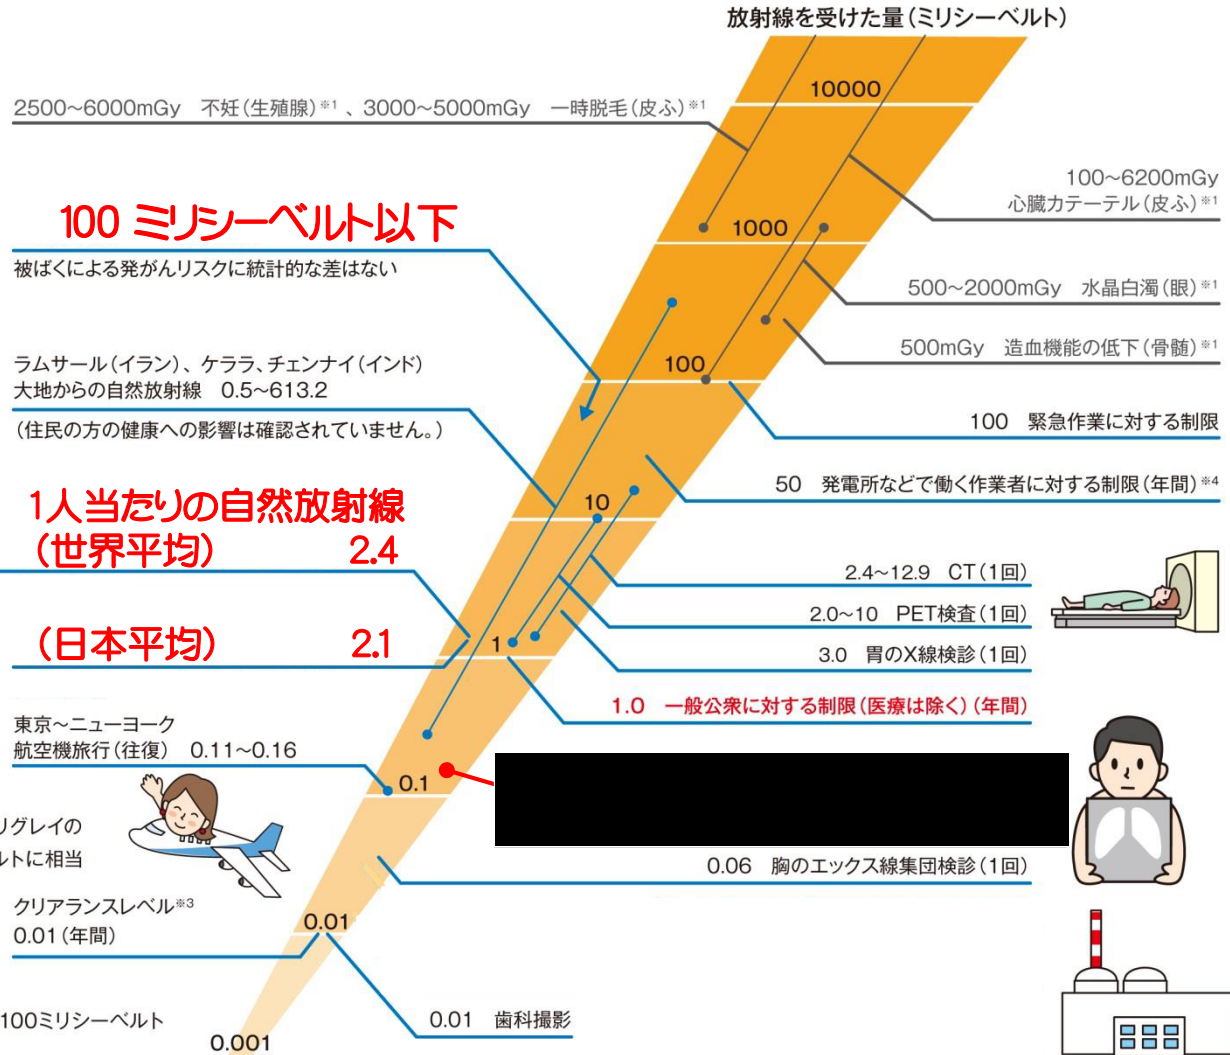 放射線を受けた量(ミリシーベルト)
10000
2500~6000mGy 不妊(生殖腺)※1 、3000~5000mGy 一時脱毛(皮ふ)※1
100~6200mGy
心臓カテーテル(皮ふ)※1
100 ミリシーベルト以下
1000
被ばくによる発がんリスクに統計的な差はない
500~2000mGy 水晶白濁(眼)※1
500mGy 造血機能の低下(骨髄)※1
ラムサール(イラン)、ケララ、チェンナイ(インド)
大地からの自然放射線 0.5~613.2
100
(住民の方の健康への影響は確認されていません。)
100 緊急作業に対する制限
50 発電所などで働く作業者に対する制限(年間)※4
1人当たりの自然放射線
(世界平均) 2.4
10
2.4~12.9 CT(1回)
2.0~10 PET検査(1回)
(日本平均) 2.1
1
3.0 胃のX線検診(1回)
1.0 一般公衆に対する制限(医療は除く)(年間)
東京~ニューヨーク
航空機旅行(往復) 0.11~0.16
0.1
リグレイの
ルトに相当
0.06 胸のエックス線集団検診(1回)
クリアランスレベル※3
0.01(年間)
0.01
100ミリシーベルト
0.01 歯科撮影
0.001